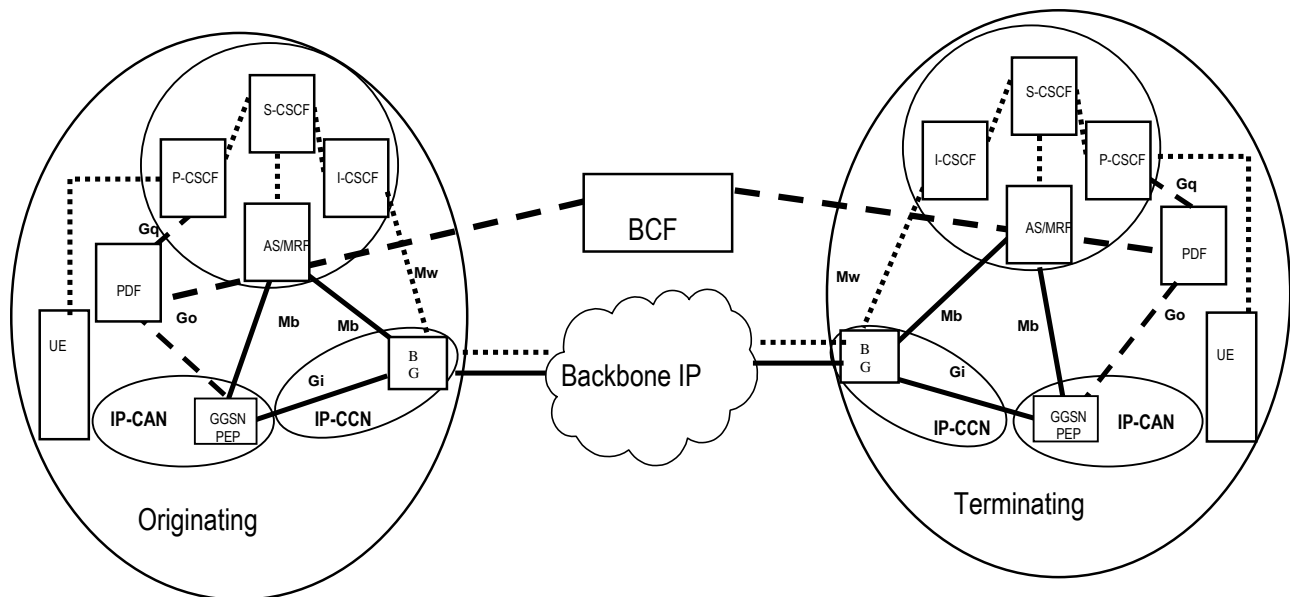 S-CSCF
P-CSCF
I-CSCF
Gq
AS/MRF
PDF
Go
Mw
Mb
Mb
UE
B
G
Gi
IP-CAN
GGSN
PEP
IP-CCN
Originating
BCF
Backbone IP
S-CSCF
I-CSCF
P-CSCF
Gq
AS/MRF
PDF
Mw
Go
Mb
Mb
B
G
Gi
UE
IP-CCN
GGSN
PEP
IP-CAN
Terminating